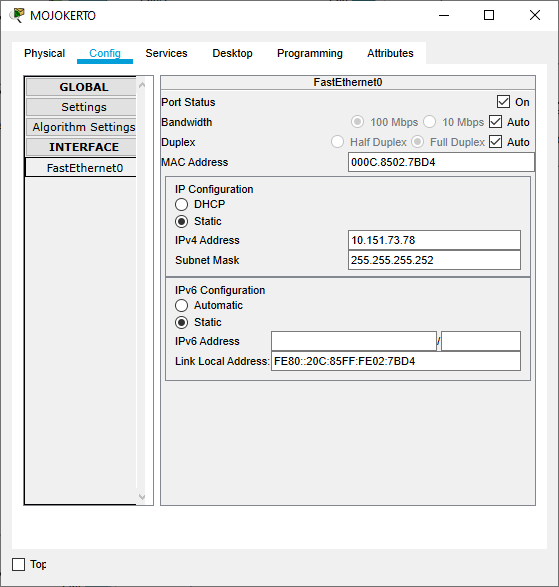 MOJOKERTO
Physical Config Services Desktop Programming Attributes
GLOBAL
Settings
Algorithm Settings
INTERFACE
FastEthernet0
FastEthernet0
Port Status On
Bandwidth 100 Mbps 10 Mbps Auto
Duplex Half Duplex Full Duplex Auto
MAC Address 000C.8502.7BD4
IP Configuration
DHCP
Static
IPv4 Address 10.151.73.78
Subnet Mask 255.255.255.252
IPv6 Configuration
Automatic
Static
IPv6 Address /
Link Local Address: FE80::20C:85FF:FE02:7BD4
Top